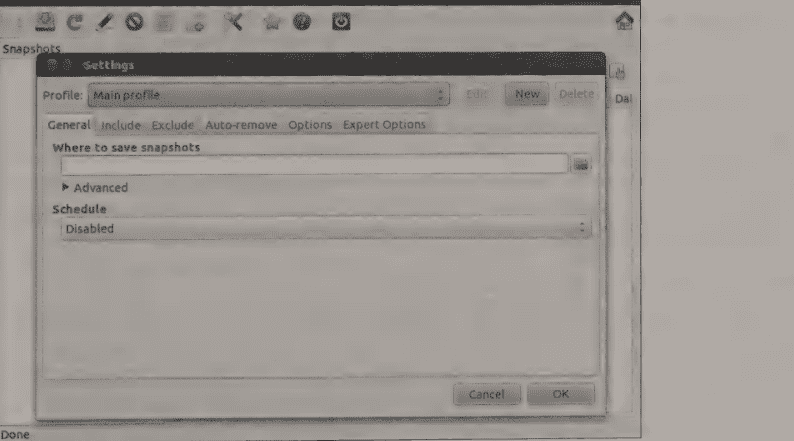 Snapshots
Settings
Profile: Main profile Edit New Delete
Dat
General Include Exclude Auto-remove Options Expert Options
Where to save snapshots
Advanced
Schedule
Disabled
Cancel OK
Done